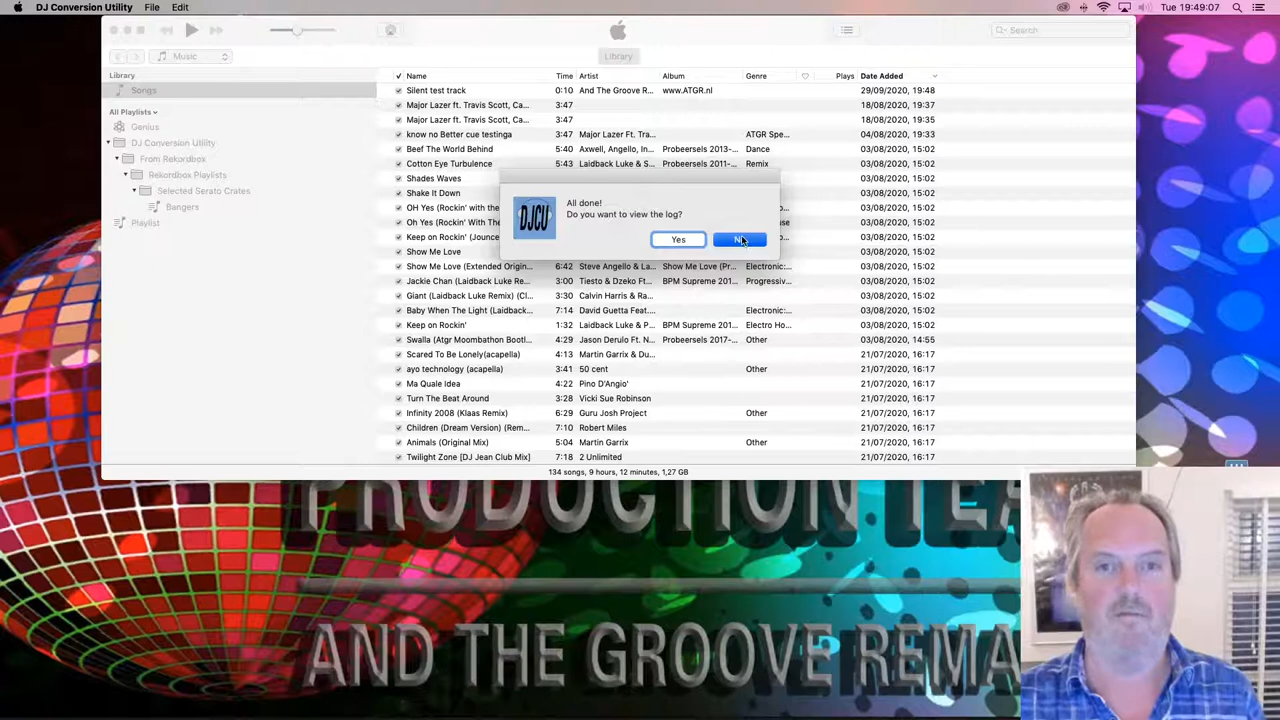 DJ Conversion Utility File Edit Tue 19:49:07
Music
Library
Search
Library
Songs
All Playlists
Genius
DJ Conversion Utility
From Rekordbox
Rekordbox Playlists
Selected Serato Crates
Bangers
Playlist
Name Time Artist Album Genre Plays Date Added
Silent test track 0:10 And The Groove R... www.ATGR.nl 29/09/2020, 19:48
Major Lazer ft. Travis Scott, Ca... 3:47 18/08/2020, 19:37
Major Lazer ft. Travis Scott, Ca... 3:47 18/08/2020, 19:35
know no Better cue testinga 3:47 Major Lazer Ft. Tra... ATGR Spe... 04/08/2020, 19:33
Beef The World Behind 5:40 Axwell, Angello, In... Probeersels 2013-... Dance 03/08/2020, 15:02
Cotton Eye Turbulence 5:43 Laidback Luke & S... Probeersels 2011-... Remix 03/08/2020, 15:02
Shades Waves 03/08/2020, 15:02
Shake It Down 03/08/2020, 15:02
OH Yes (Rockin' with the 03/08/2020, 15:02
Oh Yes (Rockin With The 03/08/2020, 15:02
Keep on Rockin' (Jounce 03/08/2020, 15:02
Show Me Love 03/08/2020, 15:02
Show Me Love (Extended Origin... 6:42 Steve Angello & La... Show Me Love (Pr... Electronic:... 03/08/2020, 15:02
Jackie Chan (Laidback Luke Re... 3:00 Tiesto & Dzeko Ft... BPM Supreme 201... Progressiv... 03/08/2020, 15:02
Giant (Laidback Luke Remix) (Cl... 3:30 Calvin Harris & Ra... 03/08/2020, 15:02
Baby When The Light (Laidback... 7:14 David Guetta Feat.... Electronic:... 03/08/2020, 15:02
Keep on Rockin' 1:32 Laidback Luke & P... BPM Supreme 201... Electro Ho... 03/08/2020, 15:02
Swalla (Atgr Moombathon Bootl... 4:29 Jason Derulo Ft. N... Probeersels 2017-... Other 03/08/2020, 14:55
Scared To Be Lonely(acapella) 4:13 Martin Garrix & Du... 21/07/2020, 16:17
ayo technology (acapella) 3:41 50 cent Other 21/07/2020, 16:17
Ma Quale Idea 4:22 Pino D'Angio' 21/07/2020, 16:17
Turn The Beat Around 3:28 Vicki Sue Robinson 21/07/2020, 16:17
Infinity 2008 (Klaas Remix) 6:29 Guru Josh Project Other 21/07/2020, 16:17
Children (Dream Version) (Rem... 7:10 Robert Miles 21/07/2020, 16:17
Animals (Original Mix) 5:04 Martin Garrix Other 21/07/2020, 16:17
Twilight Zone [DJ Jean Club Mix] 7:18 2 Unlimited 21/07/2020, 16:17
134 songs, 9 hours, 12 minutes, 1,27 GB
DJCU
All done!
Do you want to view the log?
Yes
PRODUCTION
AND THE GROOVE